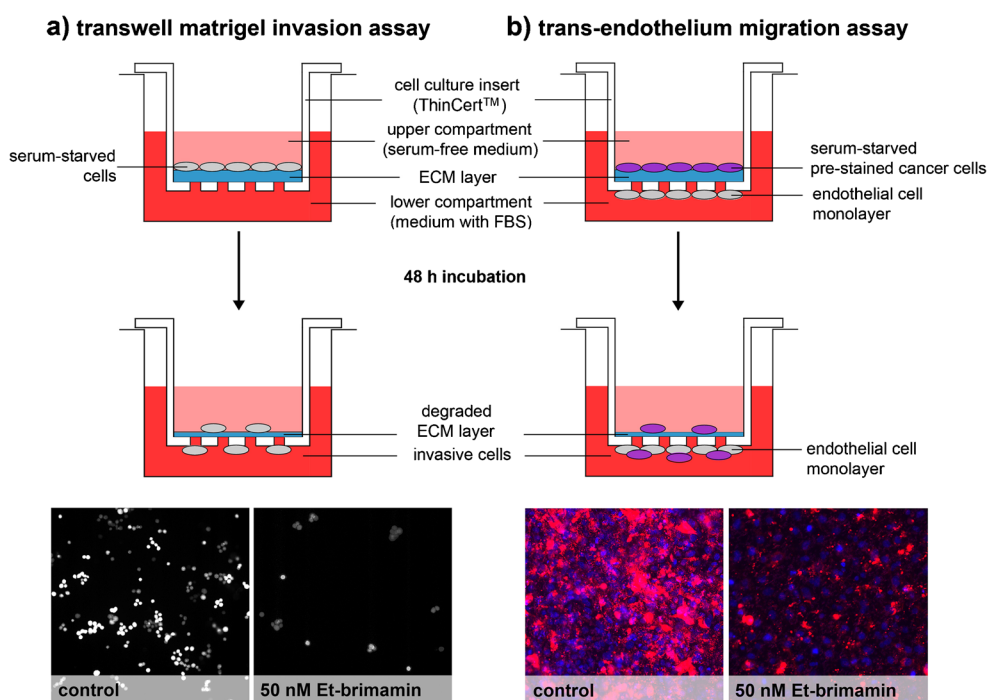 a) transwell matrigel invasion assay
b) trans-endothelium migration assay
cell culture insert
(ThinCert™)
upper compartment
(serum-free medium)
serum-starved
cells
serum-starved
pre-stained cancer cells
ECM layer
endothelial cell
monolayer
lower compartment
(medium with FBS)
48 h incubation
degraded
ECM layer
invasive cells
endothelial cell
monolayer
control
50 nM Et-brimamin
control
50 nM Et-brimamin